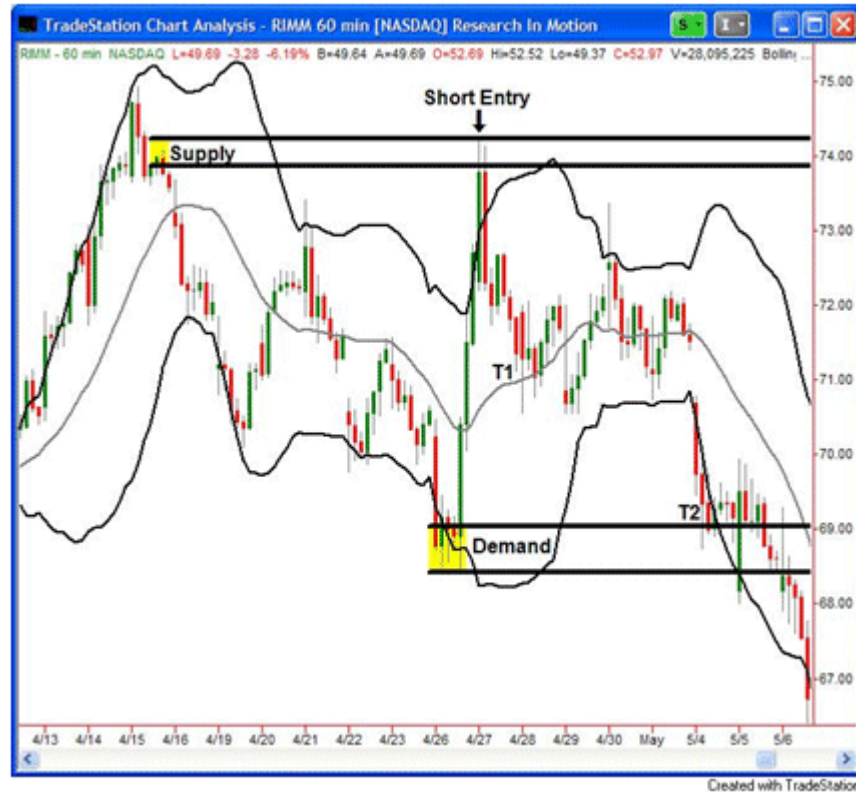 TradeStation Chart Analysis - RIMM 60 min [NASDAQ] Research In Motion
S
I
RIMM - 60 min NASDAQ L=49.69 -3.28 -6.19% B=49.64 A=49.69 O=52.69 Hi=52.52 Lo=49.37 C=52.97 V=28,095,225 Bolling ...
75.00
Short Entry
Supply
74.00
73.00
72.00
T1
71.00
70.00
T2
69.00
Demand
68.00
67.00
4/13 4/14 4/15 4/16 4/19 4/20 4/21 4/22 4/23 4/26 4/27 4/28 4/29 4/30 May 5/4 5/5 5/6
Created with TradeStation